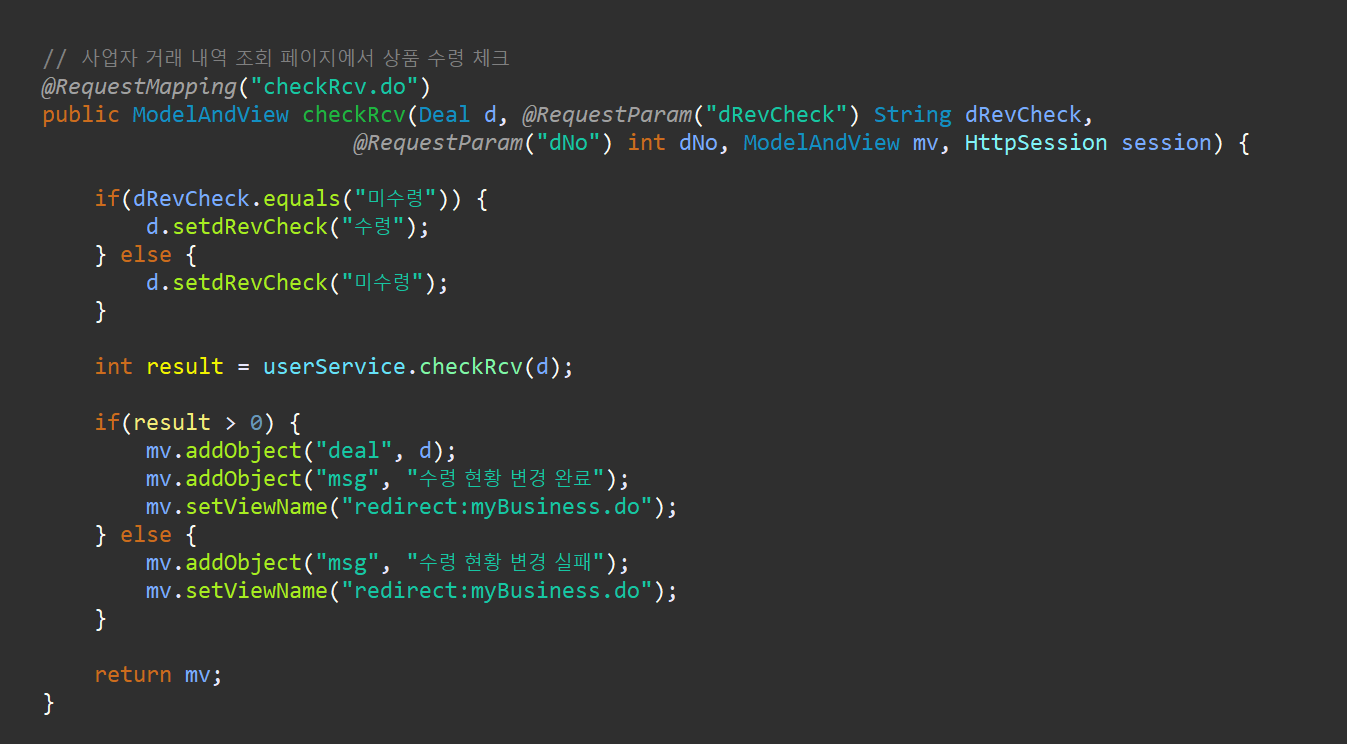 // 사업자 거래 내역 조회 페이지에서 상품 수령 체크
@RequestMapping("checkRcv.do")
public ModelAndView checkRcv(Deal d, @RequestParam("dRevCheck") String dRevCheck,
@RequestParam("dNo") int dNo, ModelAndView mv, HttpSession session) {
if(dRevCheck.equals("미수령")) {
d.setdRevCheck("수령");
} else {
d.setdRevCheck("미수령");
}
int result = userService.checkRcv(d);
if(result > 0) {
mv.addObject("deal", d);
mv.addObject("msg", "수령 현황 변경 완료");
mv.setViewName("redirect:myBusiness.do");
} else {
mv.addObject("msg", "수령 현황 변경 실패");
mv.setViewName("redirect:myBusiness.do");
}
return mv;
}